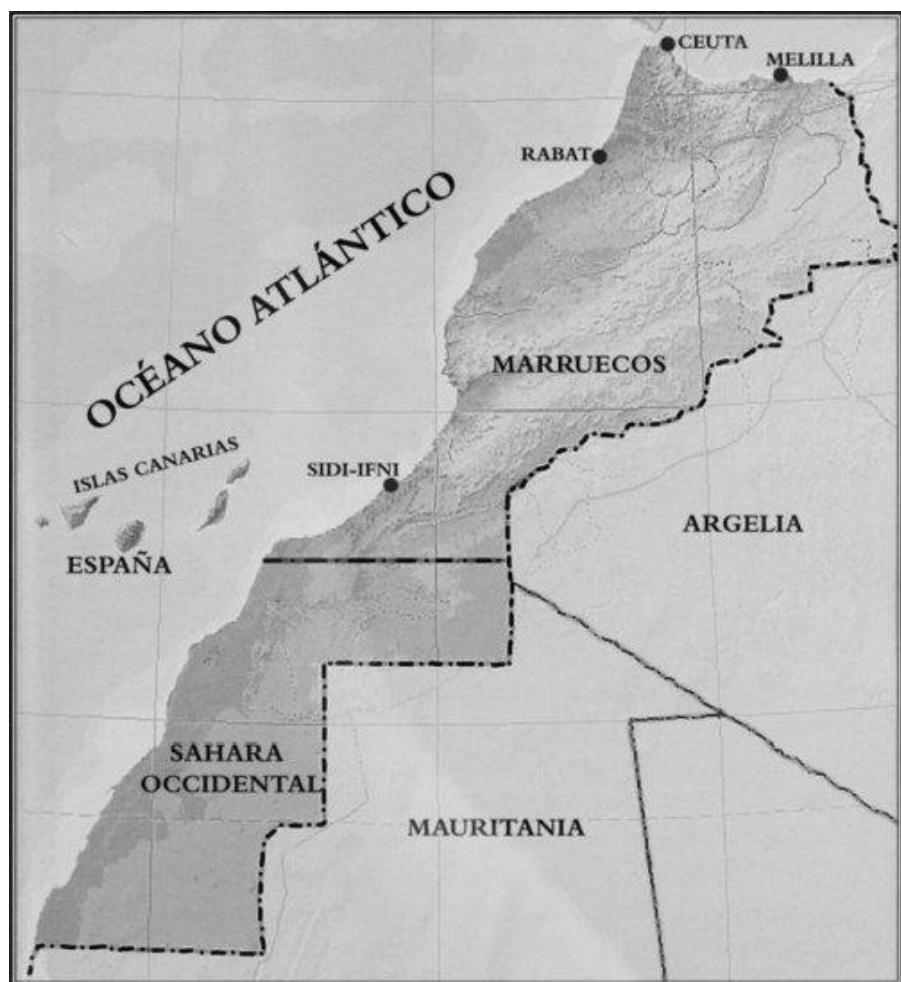 CEUTA
MELILLA
RABAT
OCÉANO ATLÁNTICO
MARRUECOS
ISLAS CANARIAS
SIDI-IFNI
ARGELIA
ESPAÑA
SAHARA
OCCIDENTAL
MAURITANIA